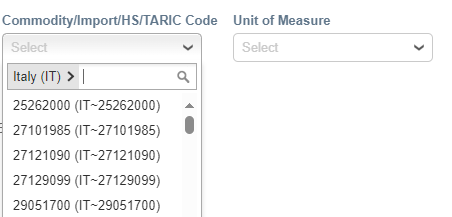 Commodity/Import/HS/TARIC Code Unit of Measure
Select Select
Italy (IT) >
25262000 (IT~25262000)
27101985 (IT~27101985)
27121090 (IT~27121090)
27129099 (IT~27129099)
29051700 (IT~29051700)